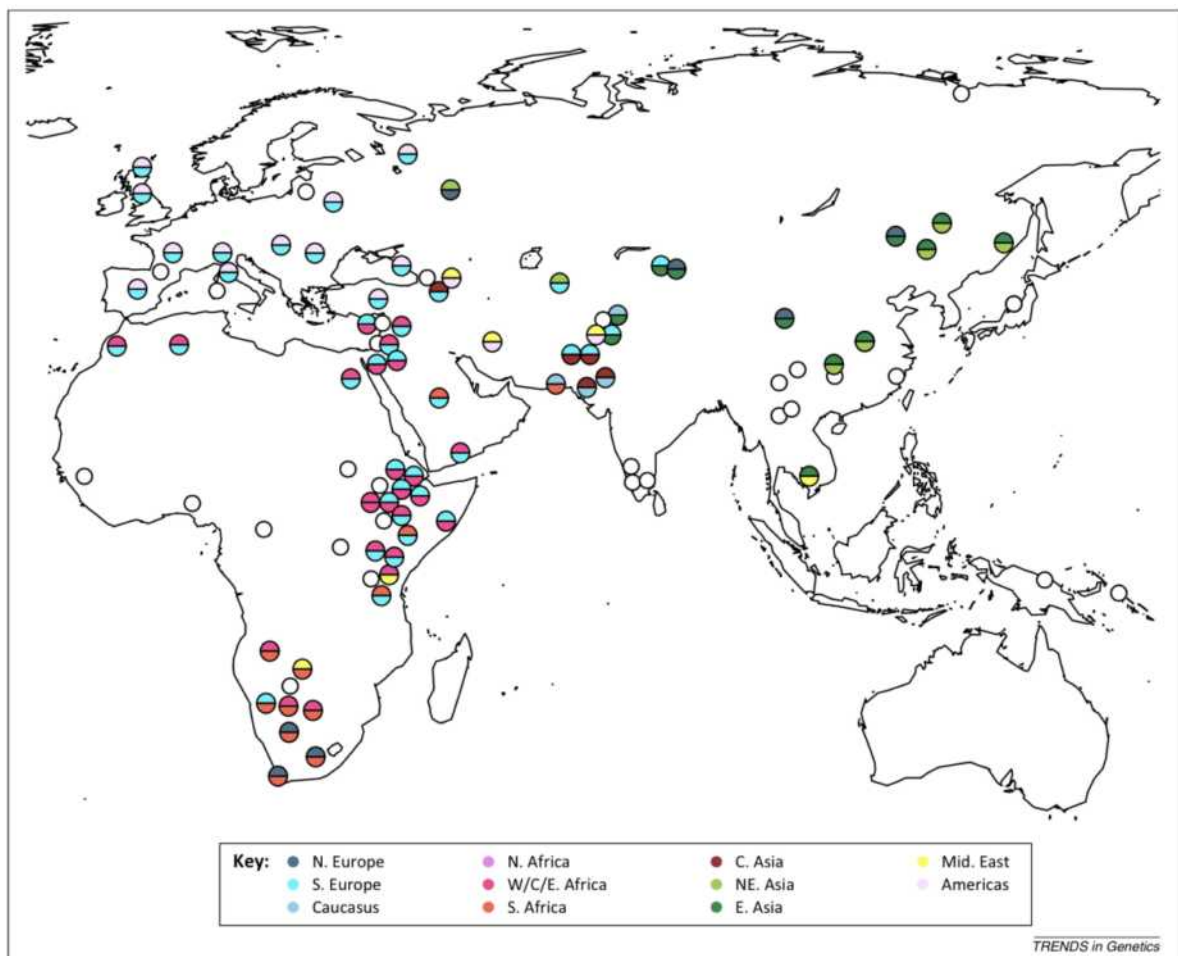 Key:
N. Europe
S. Europe
Caucasus
N. Africa
W/C/E. Africa
S. Africa
C. Asia
NE. Asia
E. Asia
Mid. East
Americas
TRENDS in Genetics